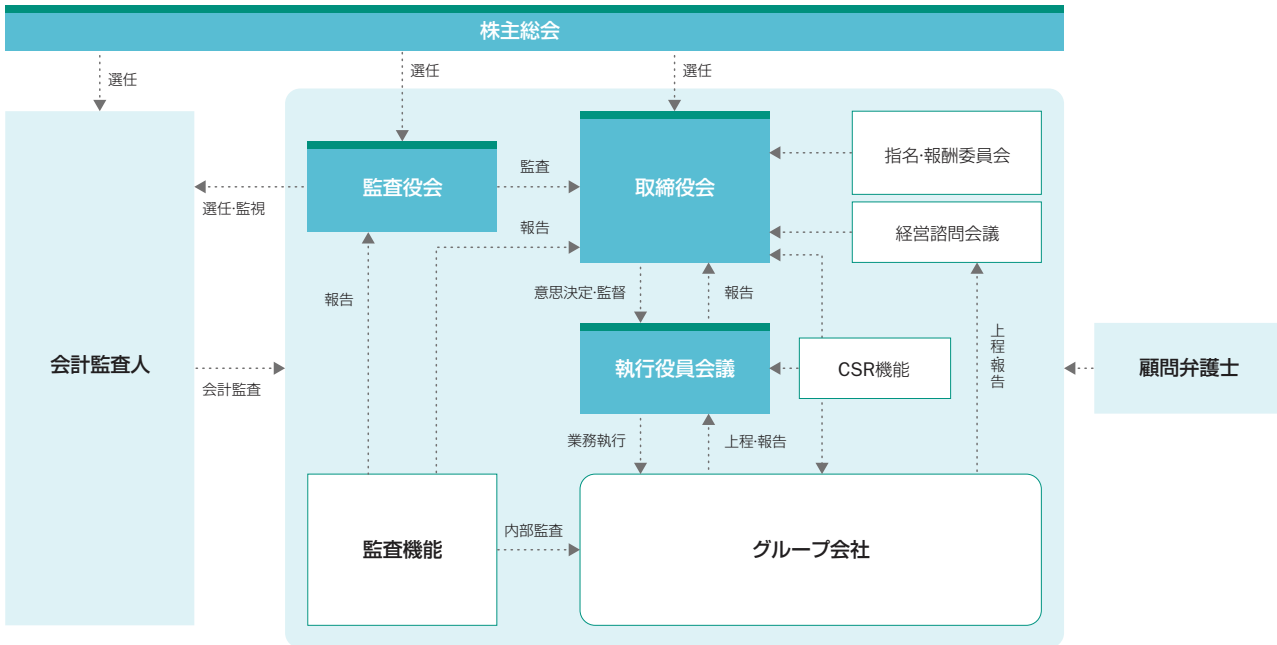 株主総会
選任
選任
選任
監査役会
監査
取締役会
指名・報酬委員会
選任・監視
報告
経営諮問会議
報告
意思決定・監督
報告
上程・報告
会計監査人
会計監査
執行役員会議
CSR機能
顧問弁護士
業務執行
上程・報告
監査機能
内部監査
グループ会社